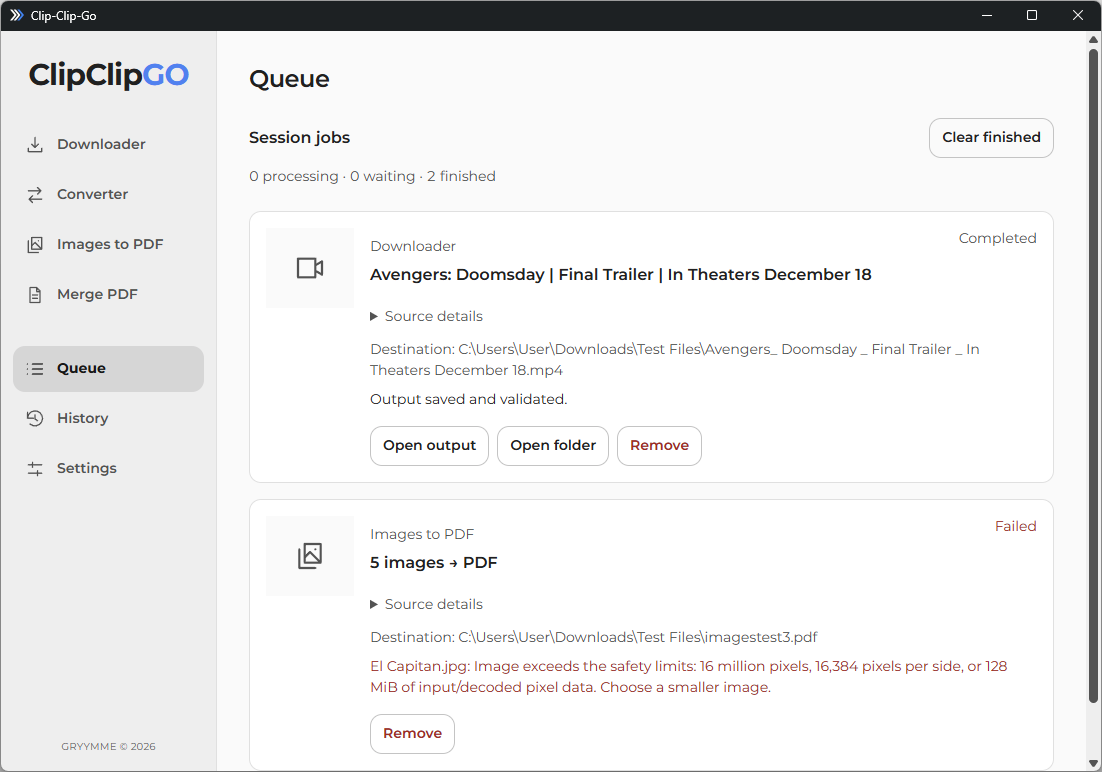 Clip-Clip-Go
ClipClipGO
Downloader
Converter
Images to PDF
Merge PDF
Queue
History
Settings
GRYYMME © 2026
Queue
Session jobs
Clear finished
0 processing · 0 waiting · 2 finished
Downloader
Completed
Avengers: Doomsday | Final Trailer | In Theaters December 18
▶ Source details
Destination: C:\Users\User\Downloads\Test Files\Avengers_ Doomsday _ Final Trailer _ In
Theaters December 18.mp4
Output saved and validated.
Open output
Open folder
Remove
Images to PDF
Failed
5 images → PDF
▶ Source details
Destination: C:\Users\User\Downloads\Test Files\imagestest3.pdf
El Capitan.jpg: Image exceeds the safety limits: 16 million pixels, 16,384 pixels per side, or 128
MiB of input/decoded pixel data. Choose a smaller image.
Remove